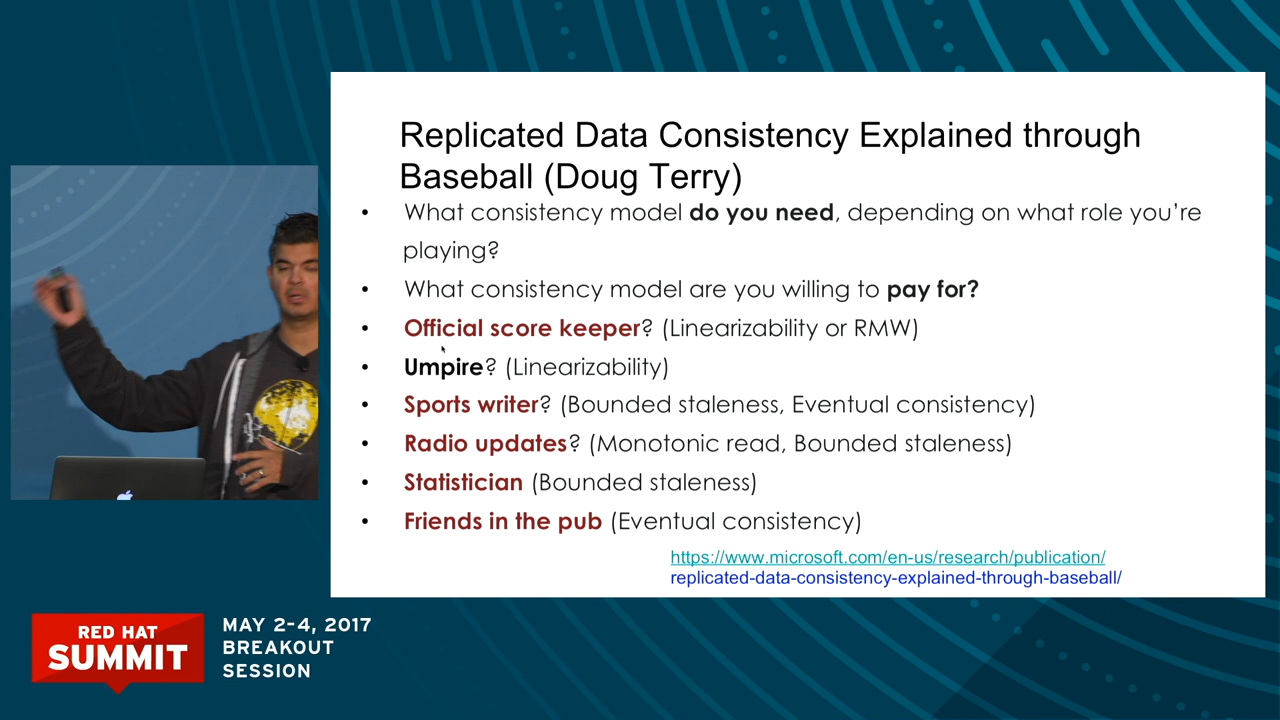 Replicated Data Consistency Explained through
Baseball (Doug Terry)
• What consistency model do you need, depending on what role you're
playing?
• What consistency model are you willing to pay for?
• Official score keeper? (Linearizability or RMW)
• Umpire? (Linearizability)
• Sports writer? (Bounded staleness, Eventual consistency)
• Radio updates? (Monotonic read, Bounded staleness)
• Statistician (Bounded staleness)
• Friends in the pub (Eventual consistency)
https://www.microsoft.com/en-us/research/publication/
replicated-data-consistency-explained-through-baseball/
RED HAT
SUMMIT
MAY 2-4, 2017
BREAKOUT
SESSION